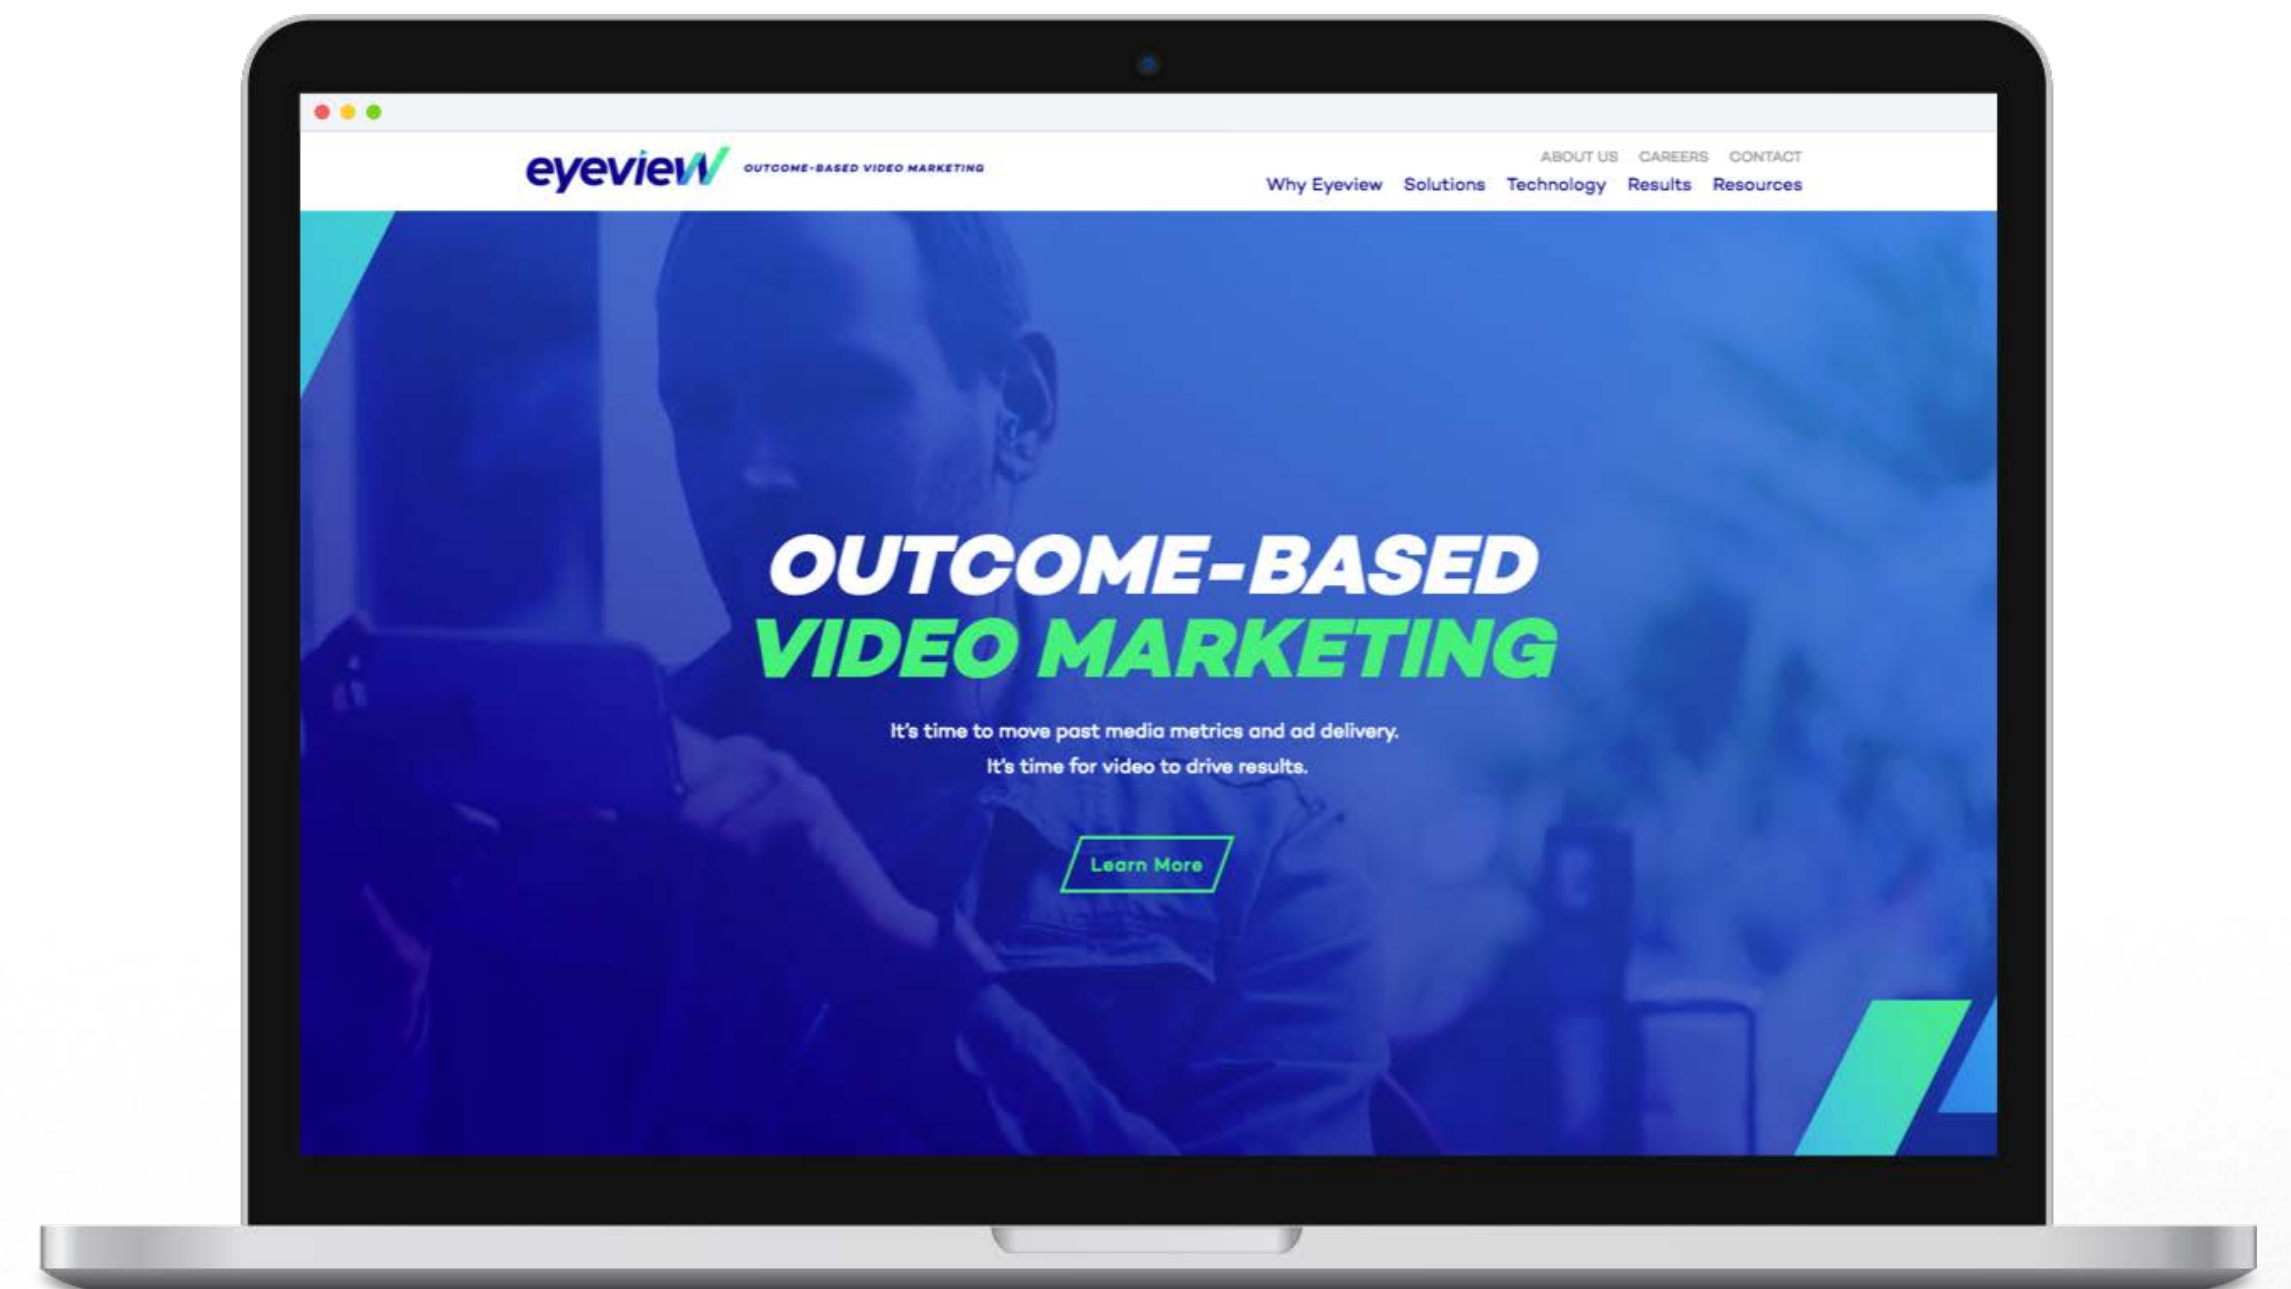 eyeview OUTCOME-BASED VIDEO MARKETING
ABOUT US CAREERS CONTACT
Why Eyeview Solutions Technology Results Resources
OUTCOME-BASED
VIDEO MARKETING
It's time to move past media metrics and ad delivery.
It's time for video to drive results.
Learn More